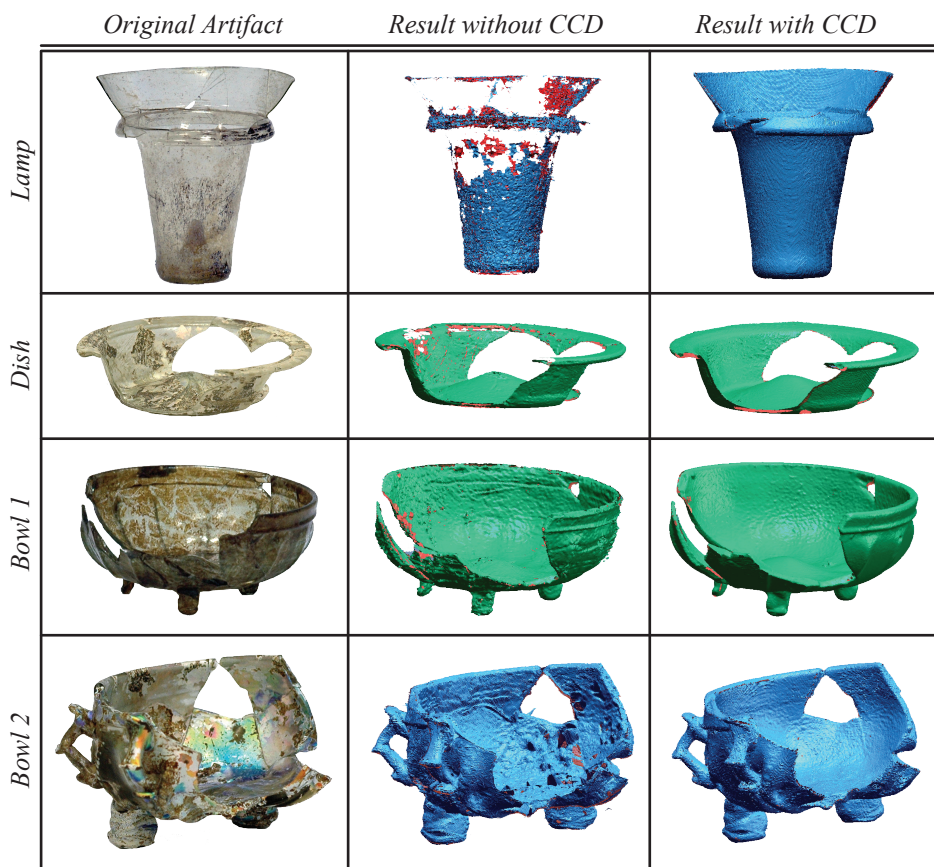 Original Artifact
Result without CCD
Result with CCD
Lamp
Dish
Bowl 1
Bowl 2